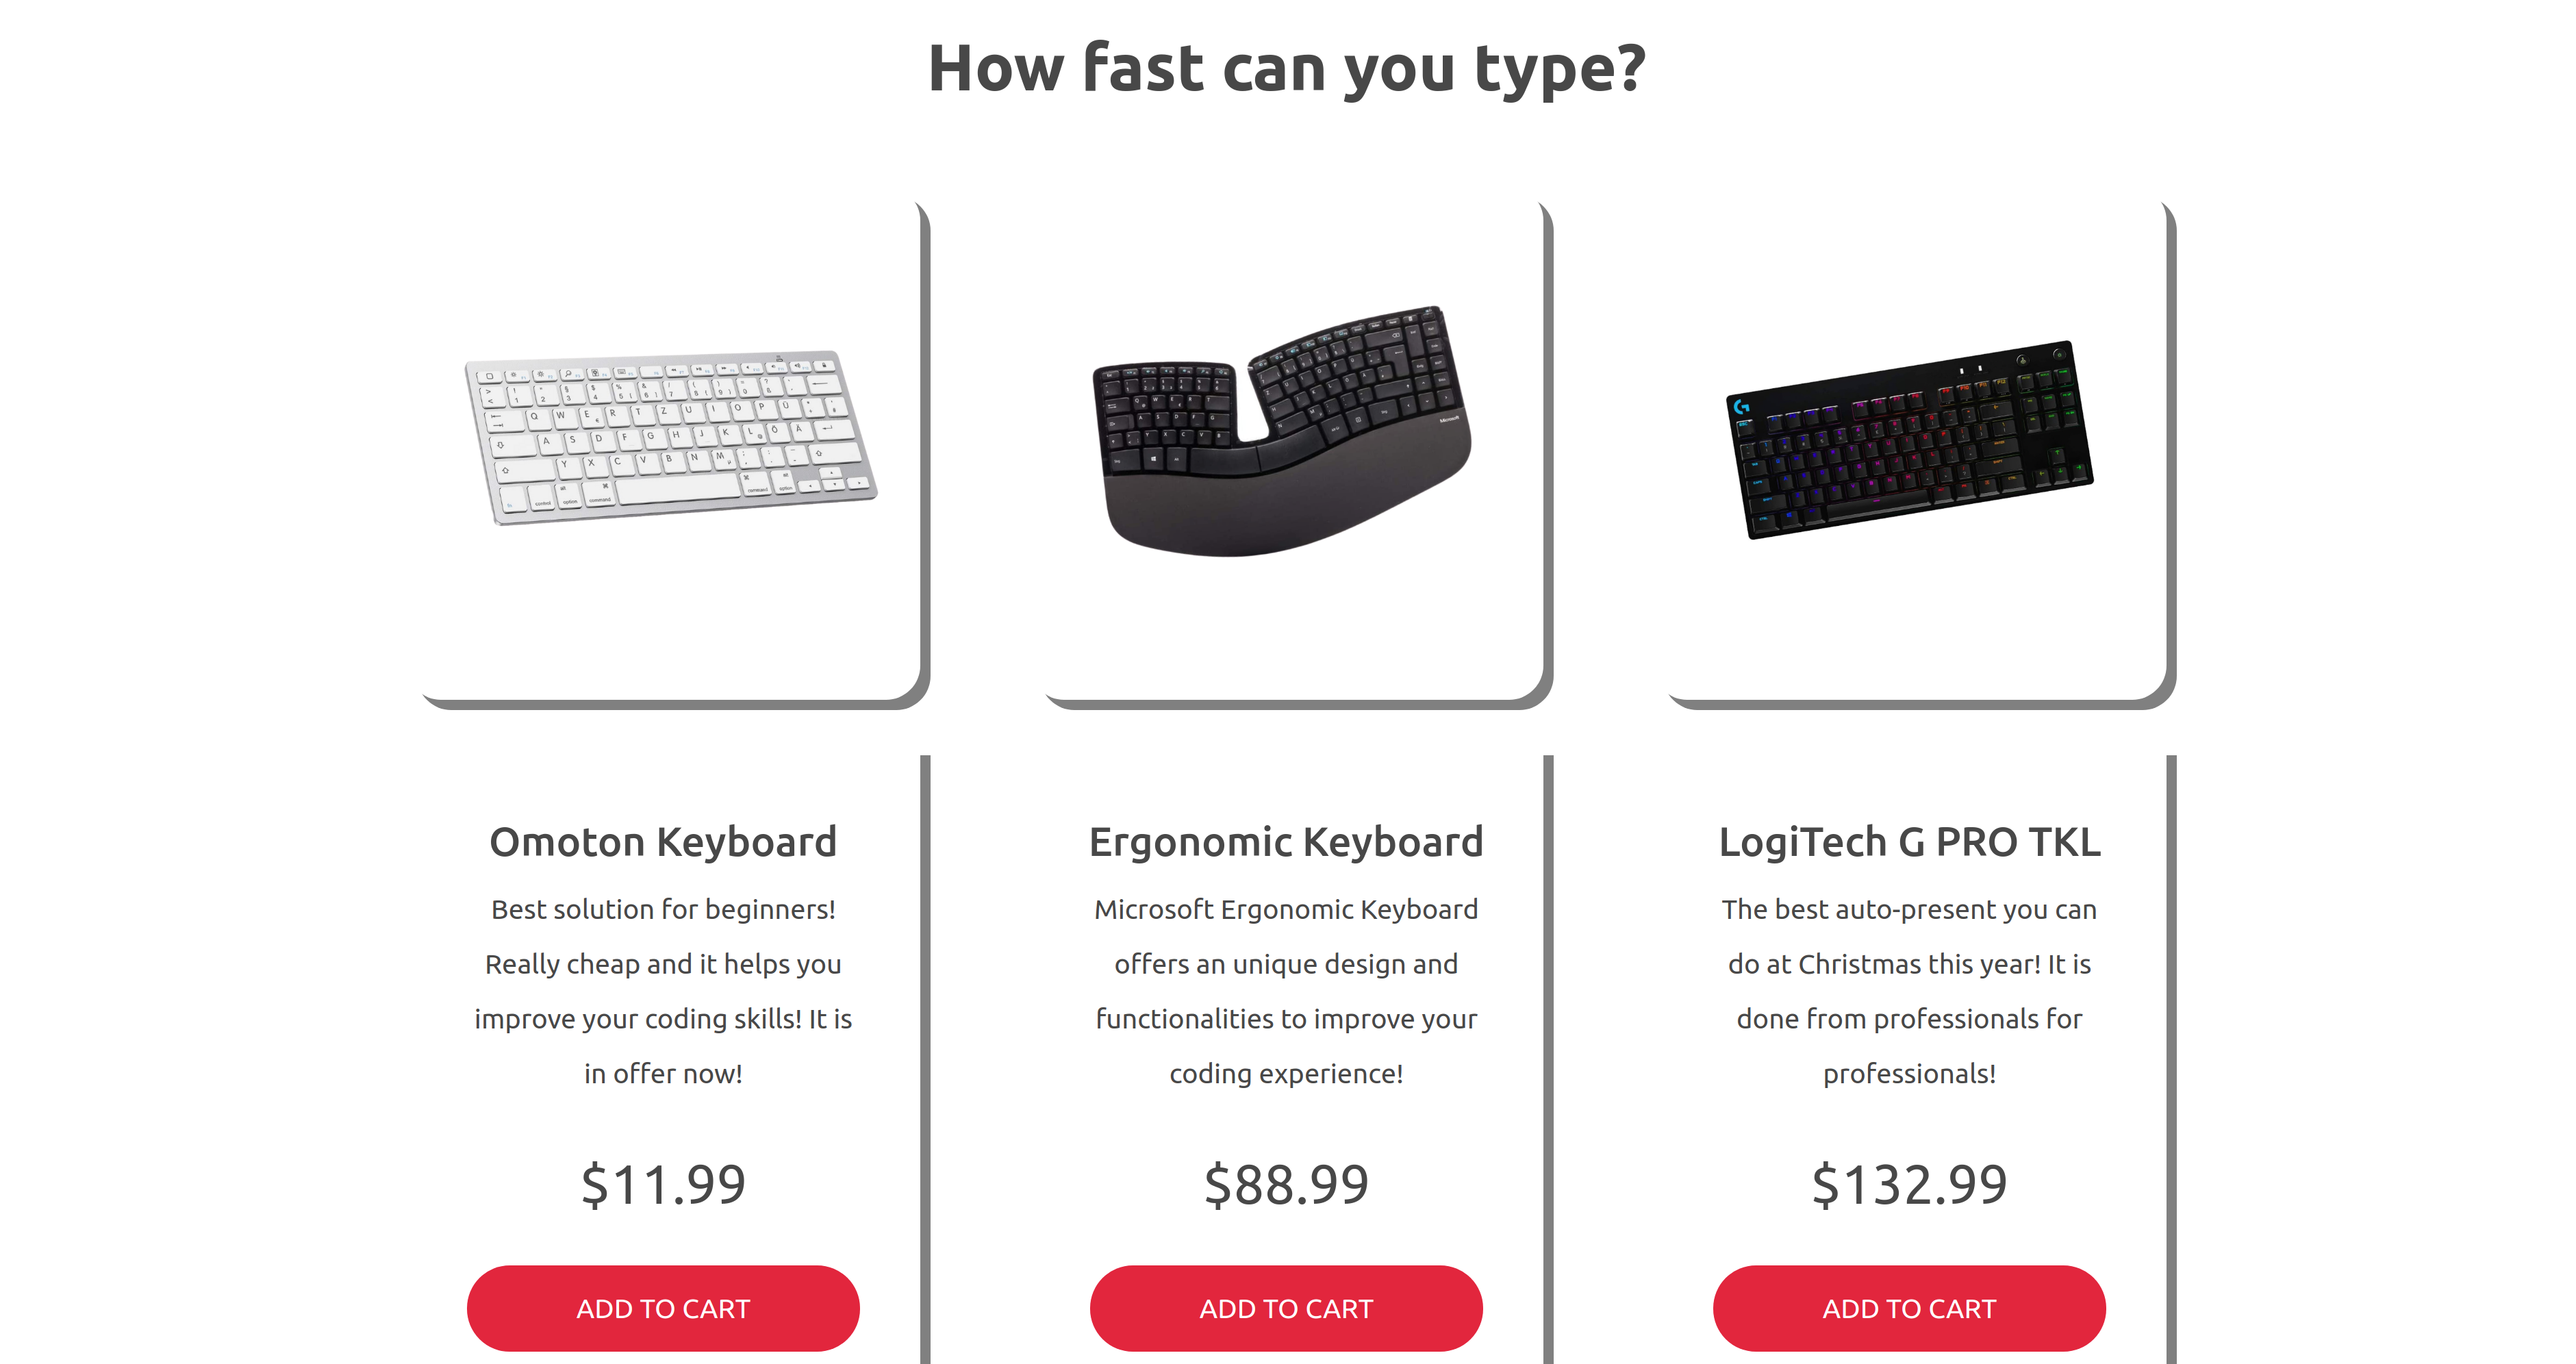 How fast can you type?
Omoton Keyboard
Best solution for beginners!
Really cheap and it helps you
improve your coding skills! It is
in offer now!
$11.99
ADD TO CART
Ergonomic Keyboard
Microsoft Ergonomic Keyboard
offers an unique design and
functionalities to improve your
coding experience!
$88.99
ADD TO CART
LogiTech G PRO TKL
The best auto-present you can
do at Christmas this year! It is
done from professionals for
professionals!
$132.99
ADD TO CART